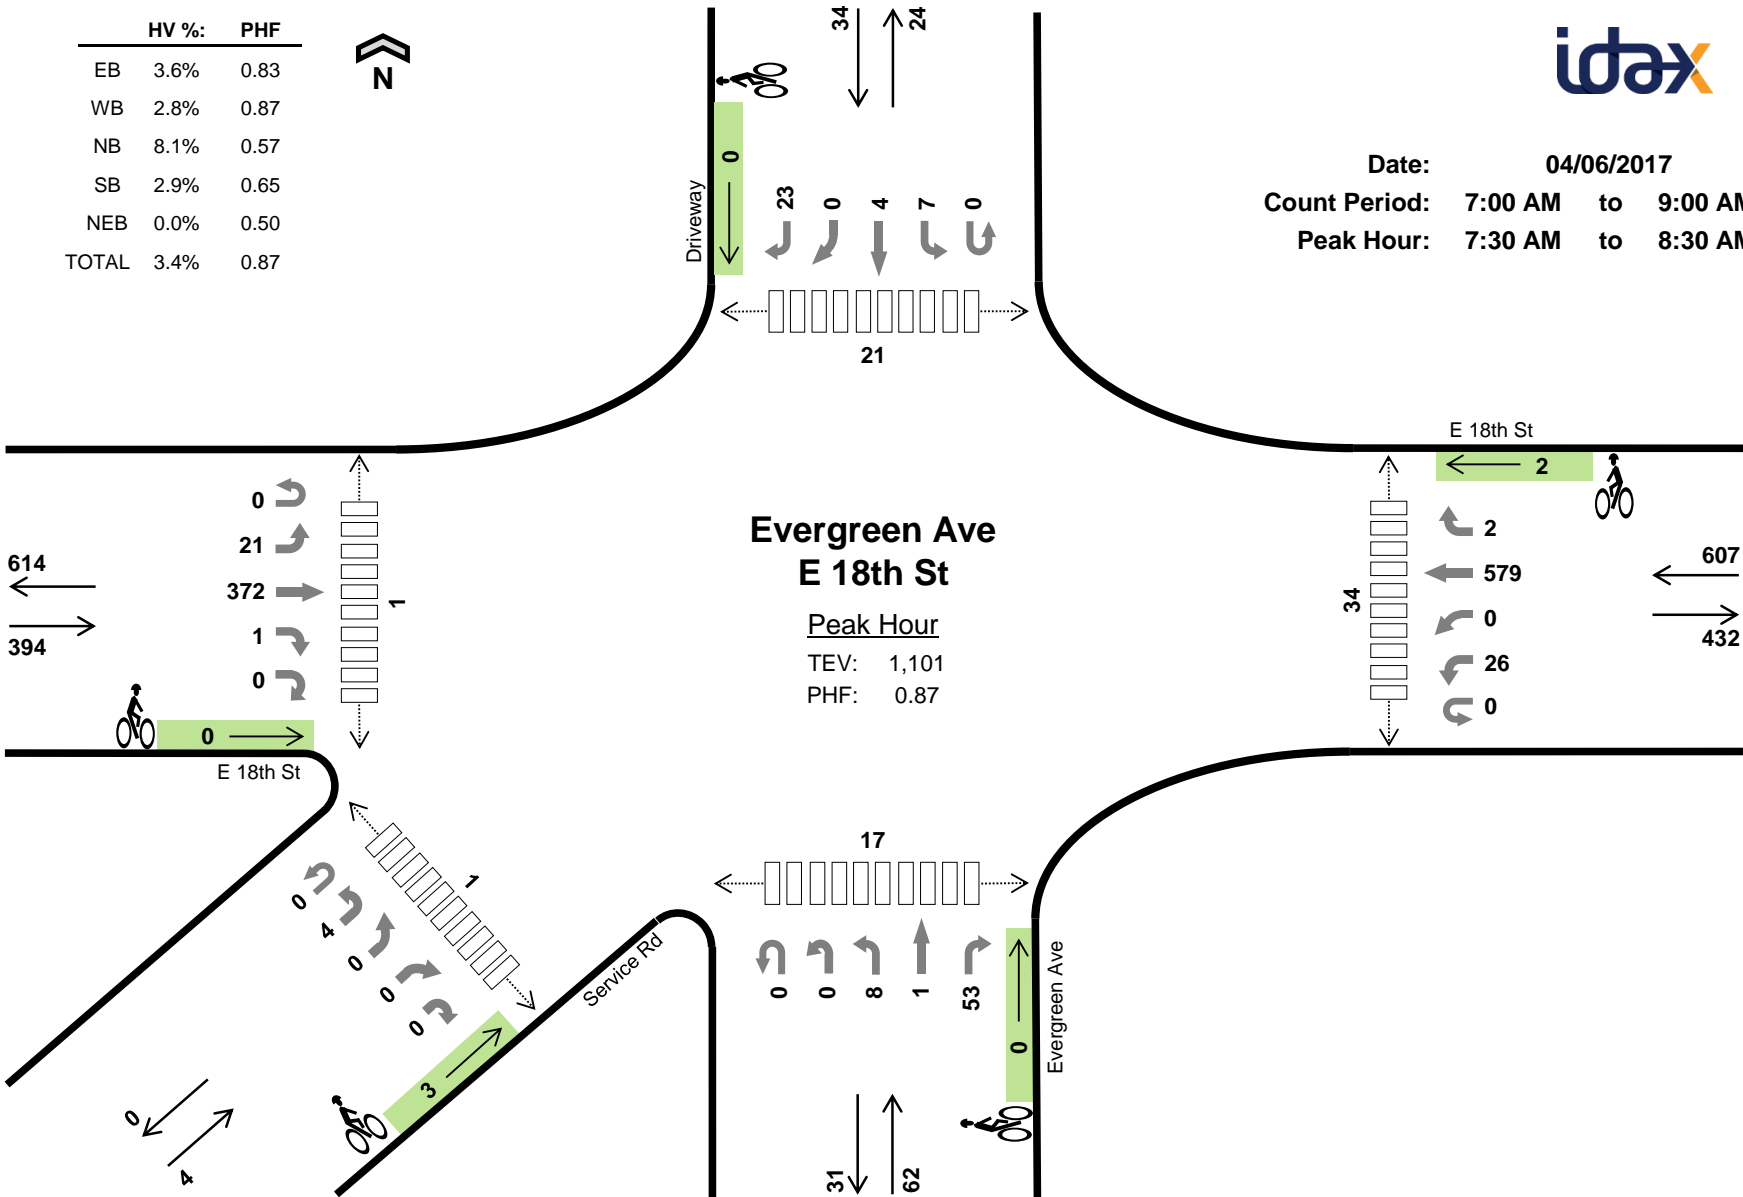 HV %: PHF
EB 3.6% 0.83
WB 2.8% 0.87
NB 8.1% 0.57
SB 2.9% 0.65
NEB 0.0% 0.50
TOTAL 3.4% 0.87
N
34
24
idax
Date: 04/06/2017
Count Period: 7:00 AM to 9:00 AM
Peak Hour: 7:30 AM to 8:30 AM
Driveway
0
23 0 4 7 0
21
E 18th St
2
0
21
372
1
0
1
614
394
0
E 18th St
Evergreen Ave
E 18th St
Peak Hour
TEV: 1,101
PHF: 0.87
34
2
579
0
26
0
607
432
17
1
0
4
0
0
0
Service Rd
3
0
4
0 0 8 1 53
0
Evergreen Ave
31
62